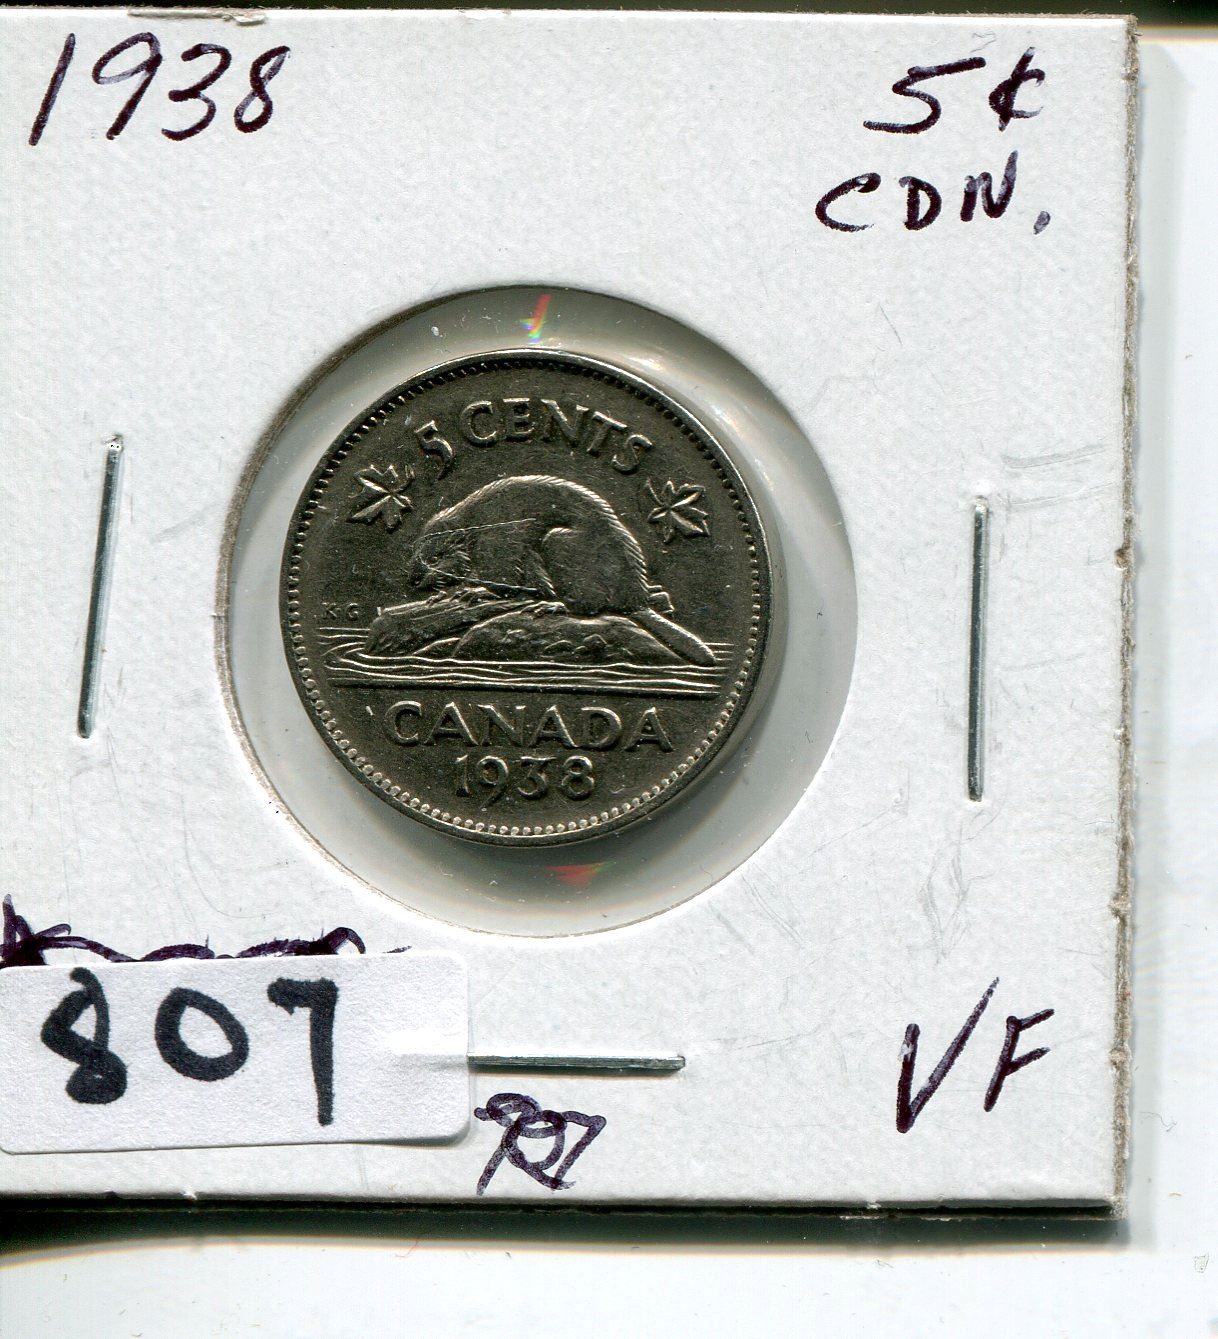 1938
5¢
CDN.
5 CENTS
KG
CANADA
1938
807
VF